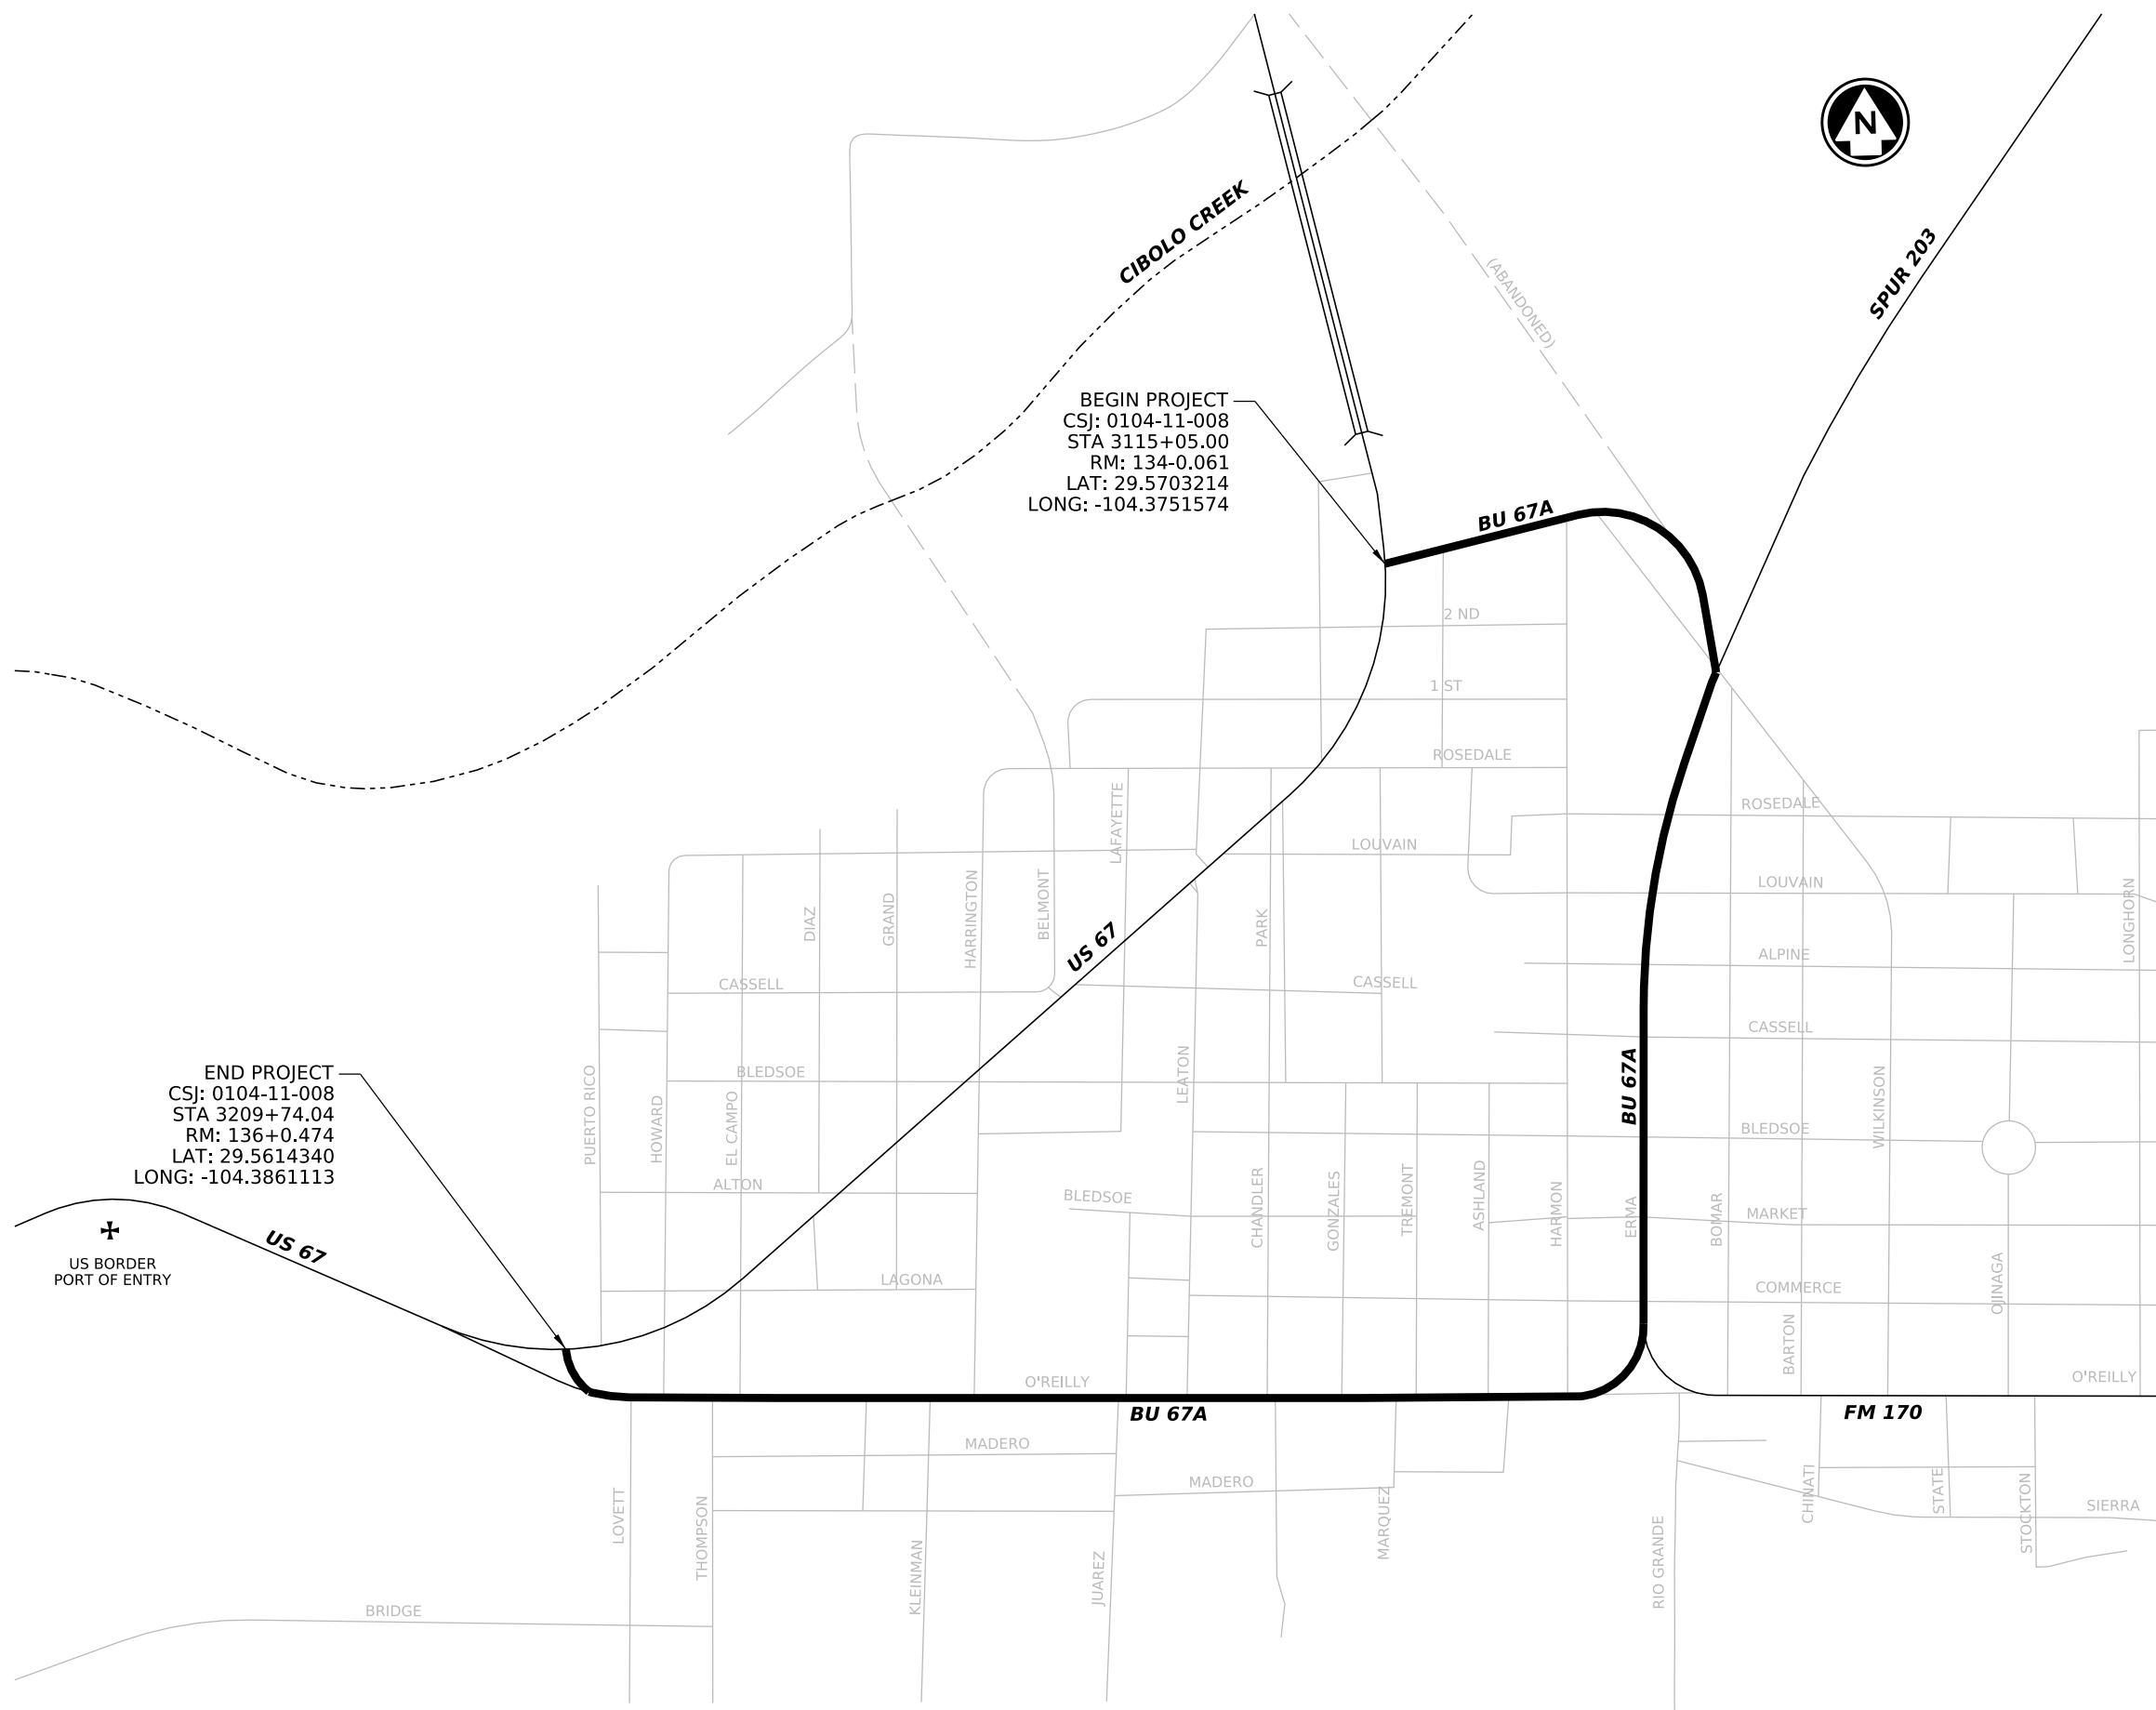 N
SPUR 203
CIBOLO CREEK
(ABANDONED)
BEGIN PROJECT
CSJ: 0104-11-008
STA 3115+05.00
RM: 134-0.061
LAT: 29.5703214
LONG: -104.3751574
BU 67A
2 ND
1 ST
ROSEDALE
ROSEDALE
LAFAYETTE
LOUVAIN
LOUVAIN
DIAZ
GRAND
HARRINGTON
BELMONT
PARK
LONGHORN
US 67
ALPINE
CASSELL
CASSELL
CASSELL
END PROJECT
CSJ: 0104-11-008
STA 3209+74.04
RM: 136+0.474
LAT: 29.5614340
LONG: -104.3861113
BLEDSOE
LEATON
BU 67A
PUERTO RICO
HOWARD
EL CAMPO
BLEDSOE
WILKINSON
ALTON
BLEDSOE
CHANDLER
GONZALES
TREMONT
ASHLAND
HARMON
ERMA
BOMAR
MARKET
US 67
US BORDER
PORT OF ENTRY
LAGONA
COMMERCE
OJINAGA
BARTON
O'REILLY
O'REILLY
BU 67A
FM 170
MADERO
MADERO
LOVETT
THOMPSON
KLEINMAN
JUAREZ
MARQUEZ
RIO GRANDE
CHINATI
STATE
STOCKTON
SIERRA
BRIDGE